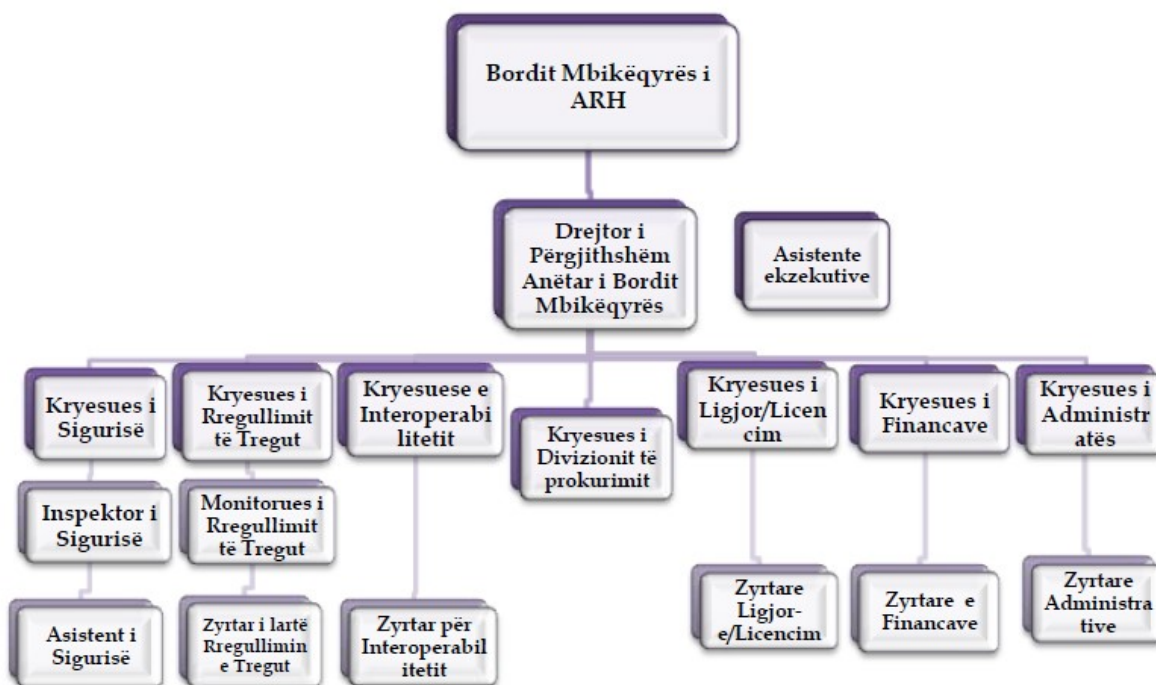 Bordit Mbikëqyrës i
ARH
Drejtor i
Përgjithshëm
Anëtar i Bordit
Mbikëqyrës
Asistente
ekzekutive
Kryesues i
Sigurisë
Kryesues i
Rregullimit
të Tregut
Kryesuese e
Interoperabi
litetit
Kryesues i
Divizionit të
prokurimit
Kryesues i
Ligjor/Licen
cim
Kryesues i
Financave
Kryesues i
Administr
atës
Inspektor i
Sigurisë
Monitorues i
Rregullimit
të Tregut
Asistent i
Sigurisë
Zyrtar i lartë
Rregullimin
e Tregut
Zyrtar për
Interoperabil
itetit
Zyrtare
Ligjor-
e/Licencim
Zyrtare e
Financave
Zyrtare
Administra
tive